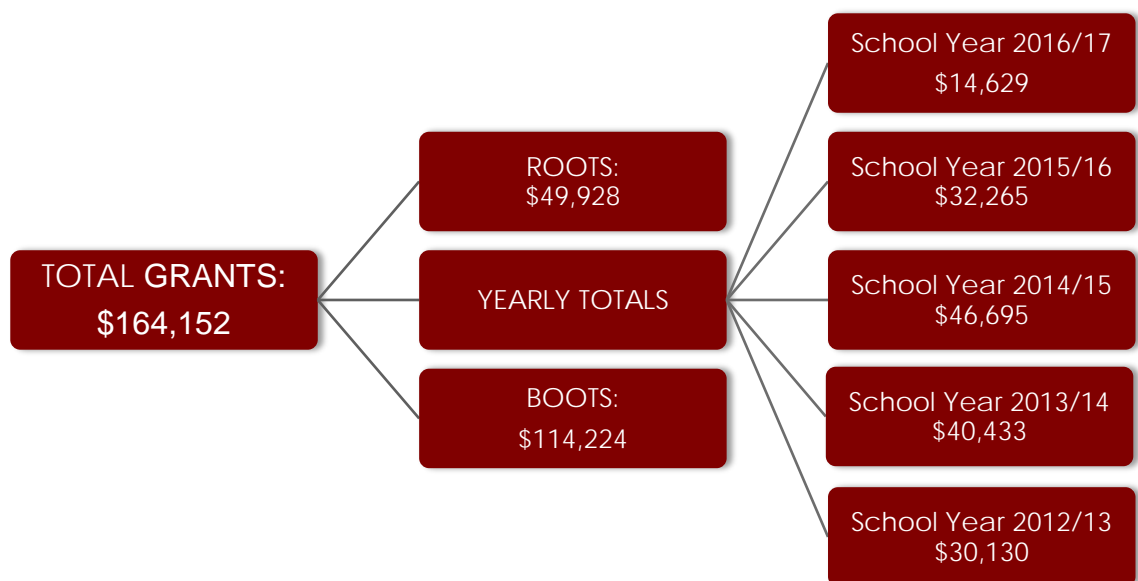 TOTAL GRANTS:
$164,152
ROOTS:
$49,928
YEARLY TOTALS
BOOTS:
$114,224
School Year 2016/17
$14,629
School Year 2015/16
$32,265
School Year 2014/15
$46,695
School Year 2013/14
$40,433
School Year 2012/13
$30,130